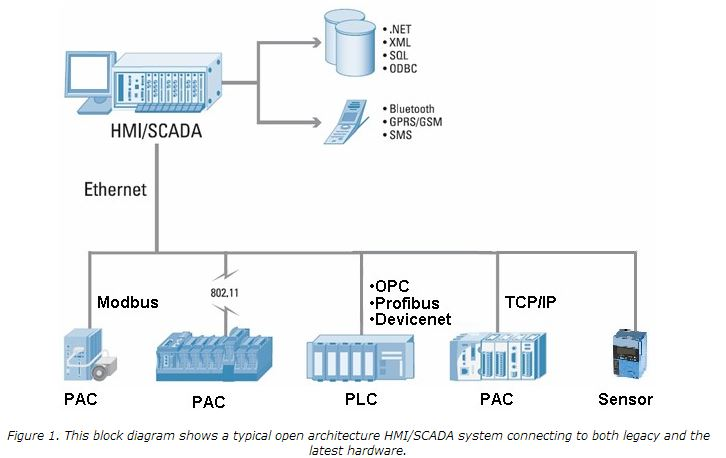 • .NET
• XML
• SQL
• ODBC
HMI/SCADA
• Bluetooth
• GPRS/GSM
• SMS
Ethernet
Modbus
802.11
•OPC
•Profibus
•Devicenet
TCP/IP
PAC
PAC
PLC
PAC
Sensor
Figure 1. This block diagram shows a typical open architecture HMI/SCADA system connecting to both legacy and the
latest hardware.